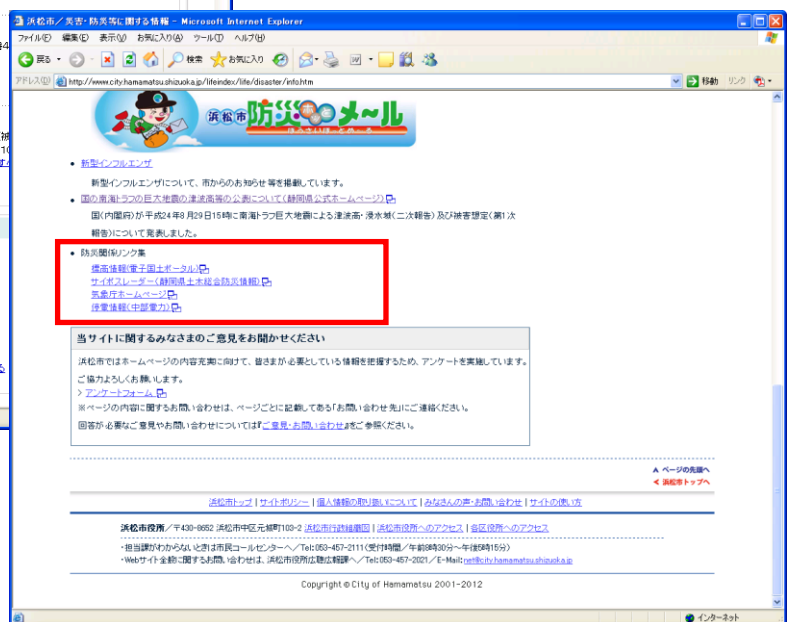 浜松市／災害・防災等に関する情報 - Microsoft Internet Explorer
ファイル(F) 編集(E) 表示(V) お気に入り(A) ツール(T) ヘルプ(H)
戻る 検索 お気に入り
アドレス(D) http://www.city.hamamatsu.shizuoka.jp/lifeindex/life/disaster/info.htm 移動 リンク
浜松市 防災ホッとメ～ル
ぼうさいほっとめーる
• 新型インフルエンザ
新型インフルエンザについて、市からのお知らせ等を掲載しています。
• 国の南海トラフの巨大地震の津波高等の公表について（静岡県公式ホームページ）
国（内閣府）が平成24年8月29日15時に南海トラフ巨大地震による津波高・浸水域（二次報告）及び被害想定（第1次
報告）について発表しました。
• 防災関係リンク集
標高情報（電子国土ポータル）
サイポスレーダー（静岡県土木総合防災情報）
気象庁ホームページ
停電情報（中部電力）
当サイトに関するみなさまのご意見をお聞かせください
浜松市ではホームページの内容充実に向けて、皆さまが必要としている情報を把握するため、アンケートを実施しています。
ご協力よろしくお願いします。
> アンケートフォーム
※ページの内容に関するお問い合わせは、ページごとに記載してある「お問い合わせ先」にご連絡ください。
回答が必要なご意見やお問い合わせについては『ご意見・お問い合わせ』をご参照ください。
▲ ページの先頭へ
◀ 浜松市トップへ
浜松市トップ | サイトポリシー | 個人情報の取り扱いについて | みなさんの声・お問い合わせ | サイトの使い方
浜松市役所／〒430-8652 浜松市中区元城町103-2 浜松市行政組織図 | 浜松市役所へのアクセス | 各区役所へのアクセス
・担当課がわからないときは市民コールセンターへ／Tel:053-457-2111（受付時間／午前8時30分～午後5時15分）
・Webサイト全般に関するお問い合わせは、浜松市役所広聴広報課へ／Tel:053-457-2021／E-Mail:net@city.hamamatsu.shizuoka.jp
Copyright © City of Hamamatsu 2001-2012
インターネット